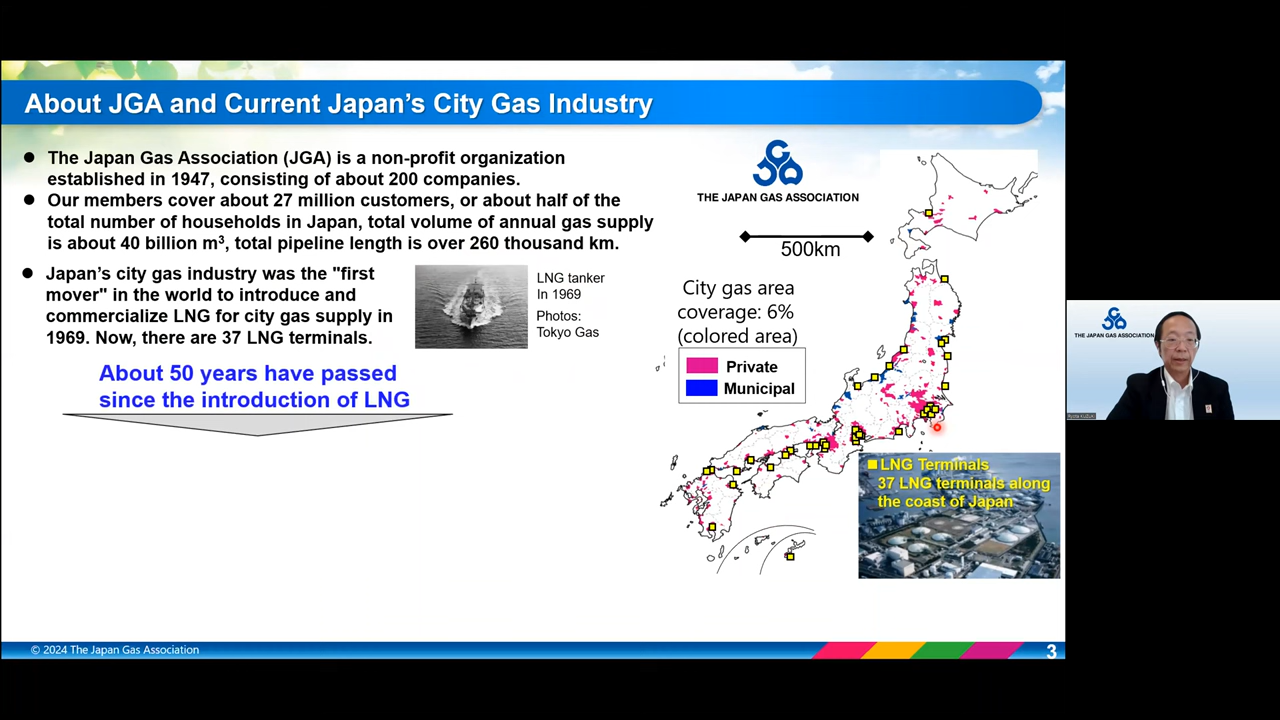 About JGA and Current Japan's City Gas Industry
● The Japan Gas Association (JGA) is a non-profit organization
established in 1947, consisting of about 200 companies.
● Our members cover about 27 million customers, or about half of the
total number of households in Japan, total volume of annual gas supply
is about 40 billion m³, total pipeline length is over 260 thousand km.
● Japan's city gas industry was the "first
mover" in the world to introduce and
commercialize LNG for city gas supply in
1969. Now, there are 37 LNG terminals.
LNG tanker
In 1969
Photos:
Tokyo Gas
About 50 years have passed
since the introduction of LNG
THE JAPAN GAS ASSOCIATION
500km
City gas area
coverage: 6%
(colored area)
Private
Municipal
LNG Terminals
37 LNG terminals along
the coast of Japan
© 2024 The Japan Gas Association
3
THE JAPAN GAS ASSOCIATION